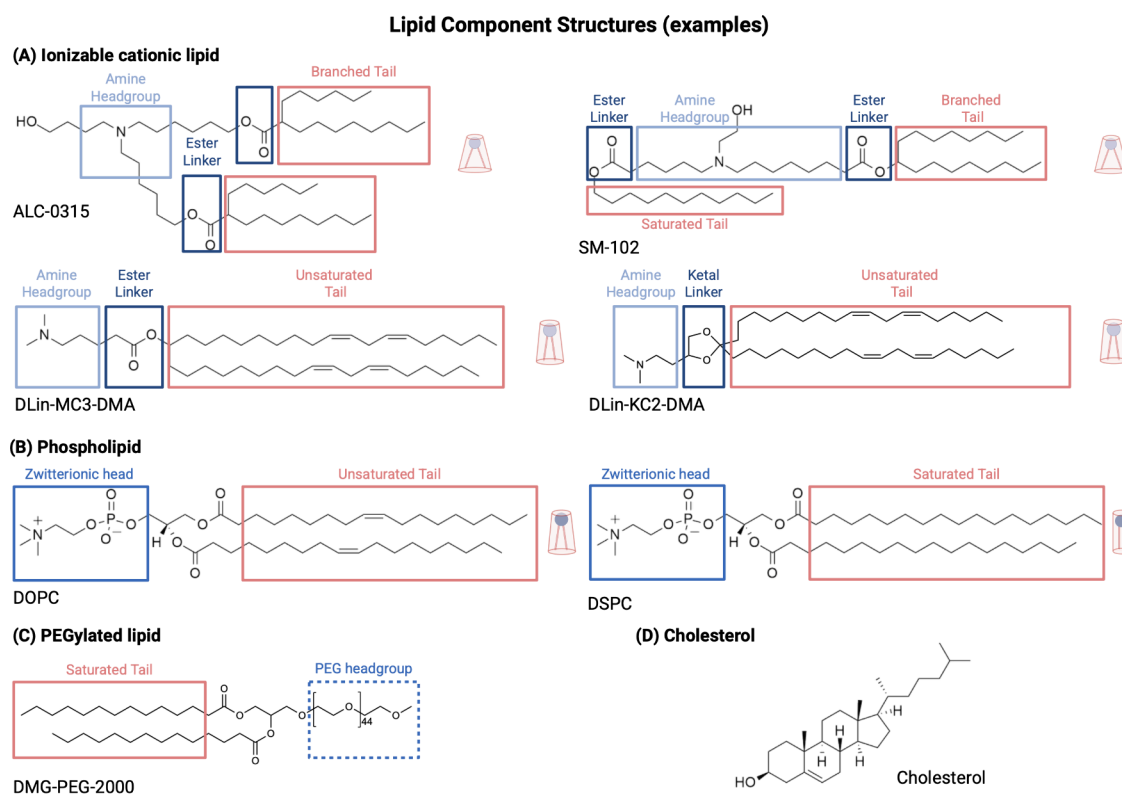 Lipid Component Structures (examples)
(A) Ionizable cationic lipid
Amine
Headgroup
Branched Tail
HO
N
O
O
Ester
Linker
O
O
ALC-0315
Ester
Linker
Amine
Headgroup
OH
Ester
Linker
Branched
Tail
O
O
N
O
O
Saturated Tail
SM-102
Amine
Headgroup
Ester
Linker
Unsaturated
Tail
N
O
O
DLin-MC3-DMA
Amine
Headgroup
Ketal
Linker
Unsaturated
Tail
O
O
N
DLin-KC2-DMA
(B) Phospholipid
Zwitterionic head
Unsaturated Tail
N+
O
P
O
O−
O
O
O
H
O
O
DOPC
Zwitterionic head
Saturated Tail
N+
O
P
O
O−
O
O
O
H
O
O
DSPC
(C) PEGylated lipid
Saturated Tail
PEG headgroup
O
O
O
O
O
O
O
44
DMG-PEG-2000
(D) Cholesterol
H
H
H
H
HO
Cholesterol